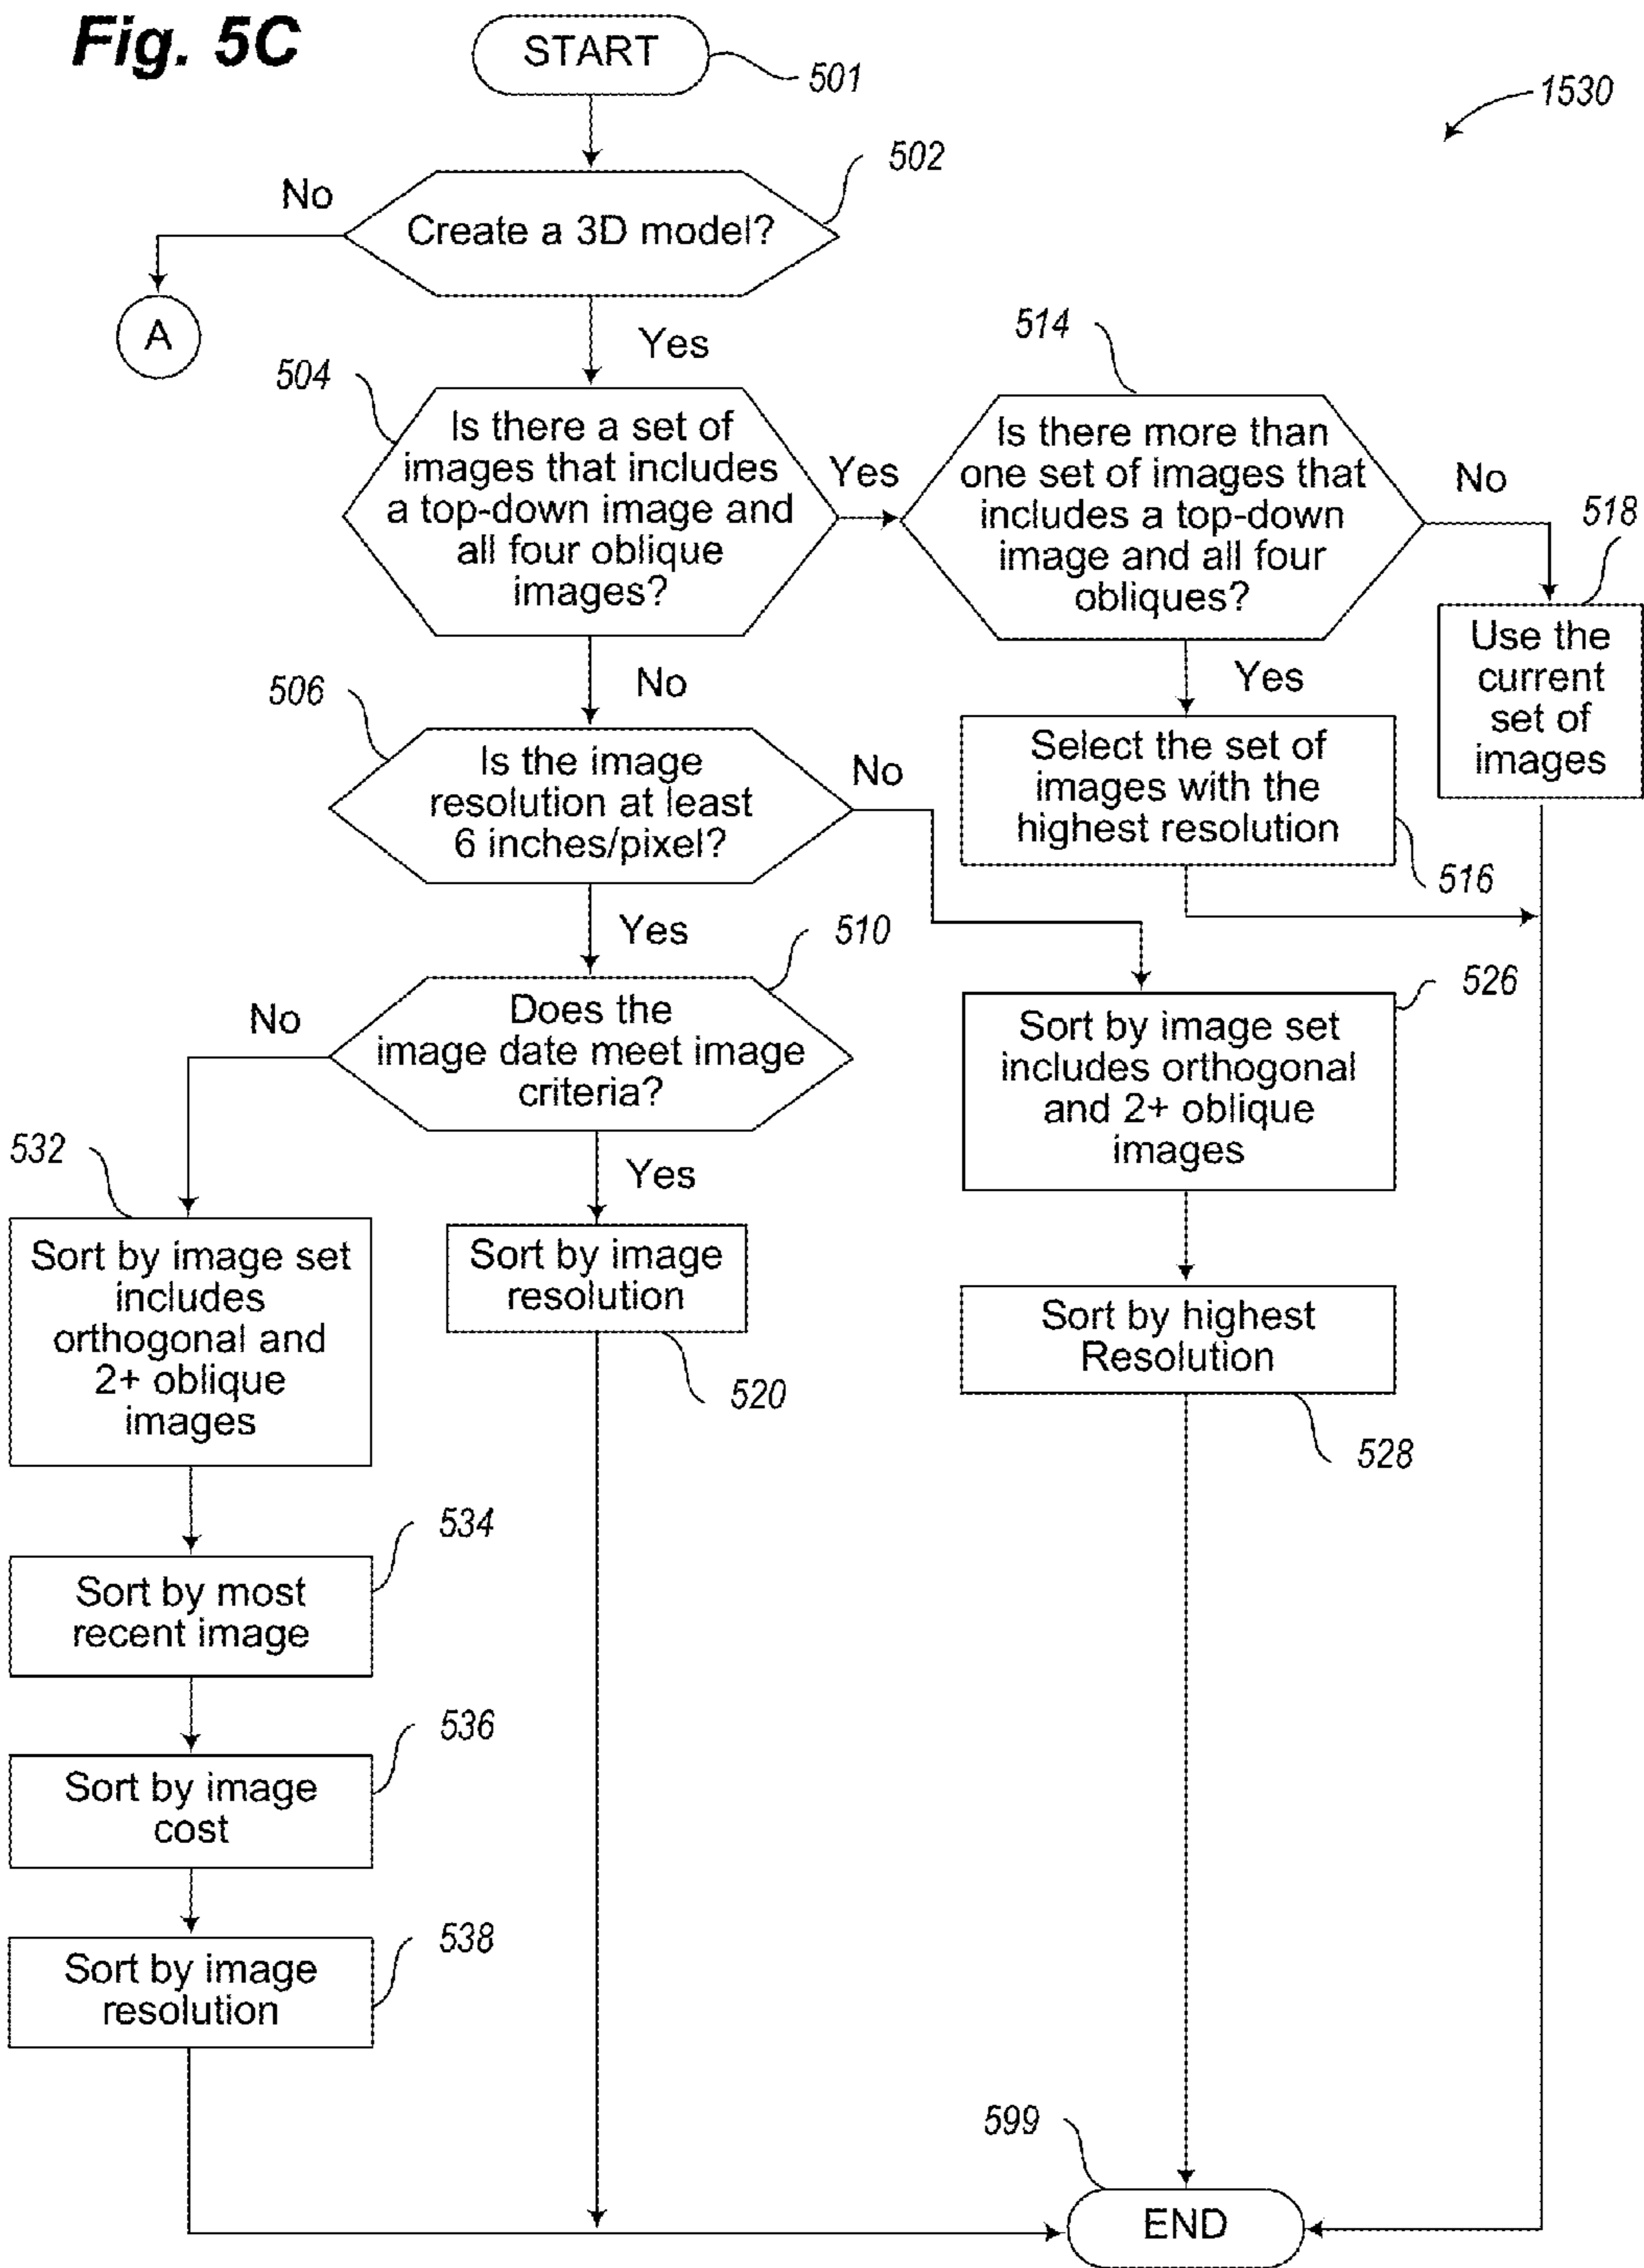 Fig. 5C
START
501
1530
502
No
Create a 3D model?
A
Yes
514
504
Is there a set of
images that includes
a top-down image and
all four oblique
images?
Yes
Is there more than
one set of images that
includes a top-down
image and all four
obliques?
No
518
Use the
current
set of
images
No
Yes
506
Is the image
resolution at least
6 inches/pixel?
No
Select the set of
images with the
highest resolution
516
Yes
510
526
No
Does the
image date meet image
criteria?
Sort by image set
includes orthogonal
and 2+ oblique
images
532
Yes
Sort by image set
includes
orthogonal and
2+ oblique
images
Sort by image
resolution
520
Sort by highest
Resolution
528
534
Sort by most
recent image
536
Sort by image
cost
538
Sort by image
resolution
599
END